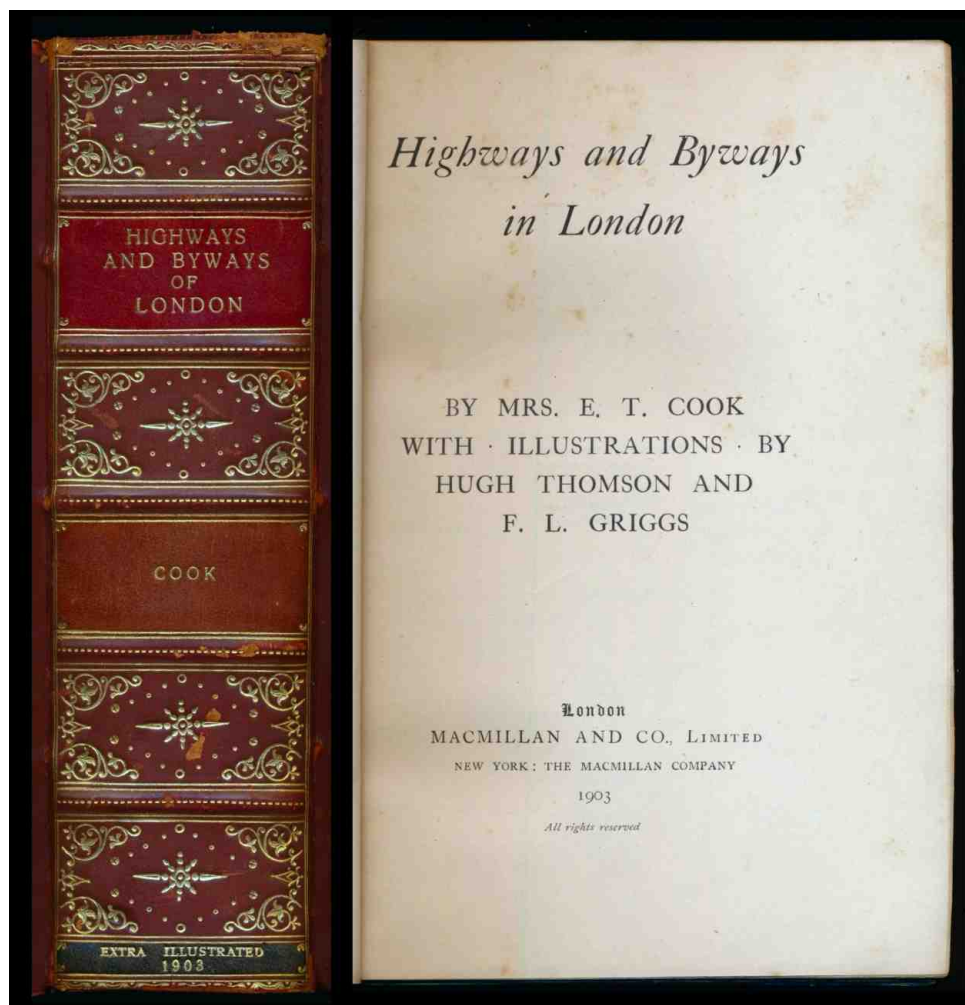 HIGHWAYS
AND BYWAYS
OF
LONDON
COOK
EXTRA ILLUSTRATED
1903
Highways and Byways
in London
BY MRS. E. T. COOK
WITH · ILLUSTRATIONS · BY
HUGH THOMSON AND
F. L. GRIGGS
London
MACMILLAN AND CO., LIMITED
NEW YORK: THE MACMILLAN COMPANY
1903
All rights reserved